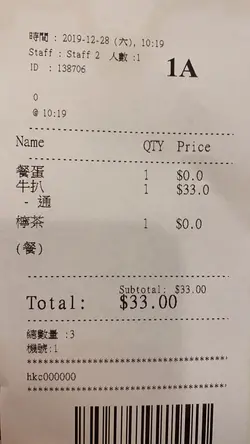 時間 : 2019-12-28 (六), 10:19
Staff : Staff 2 人數 :1
ID : 138706
1A
0
@ 10:19
Name QTY Price
餐蛋 1 $0.0
牛扒 1 $33.0
- 通
檸茶 1 $0.0
(餐)
Subtotal: $33.00
Total: $33.00
總數量 :3
機號:1
****************************************
hkc000000
****************************************